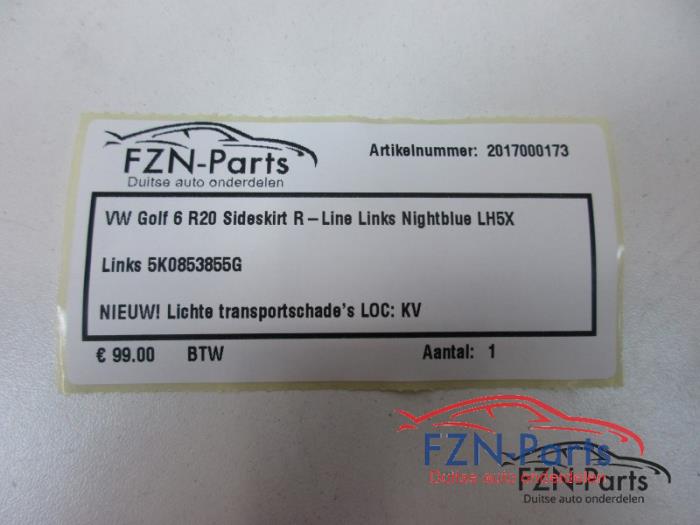 FZN-Parts
Duitse auto onderdelen
Artikelnummer: 2017000173
VW Golf 6 R20 Sideskirt R-Line Links Nightblue LH5X
Links 5K0853855G
NIEUW! Lichte transportschade's LOC: KV
€ 99.00 BTW Aantal: 1
FZN-Parts
Duitse auto onderdelen
FZN-Parts
Duitse auto onderdelen